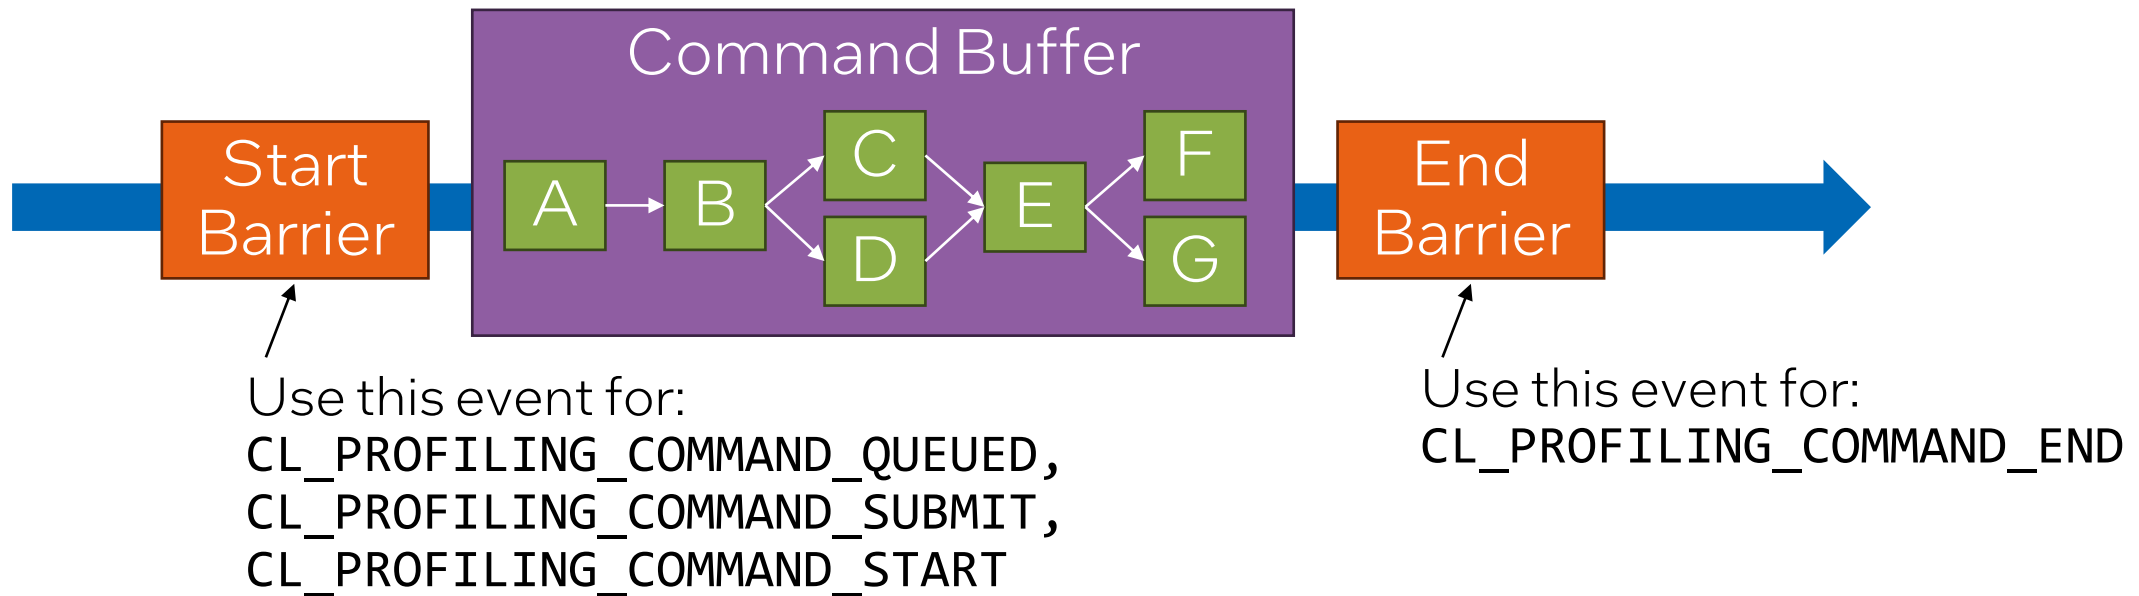 Command Buffer
Start
Barrier
A
B
C
D
E
F
G
End
Barrier
Use this event for:
CL_PROFILING_COMMAND_QUEUED,
CL_PROFILING_COMMAND_SUBMIT,
CL_PROFILING_COMMAND_START
Use this event for:
CL_PROFILING_COMMAND_END